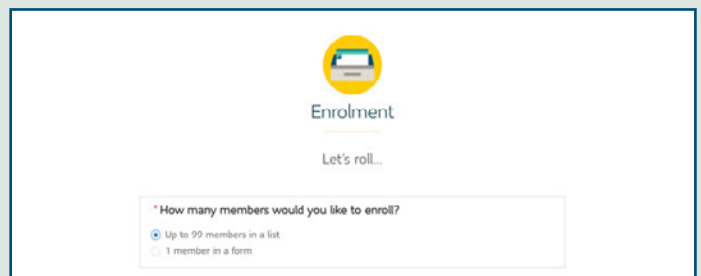 Enrolment
Let's roll...
* How many members would you like to enroll?
Up to 99 members in a list
1 member in a form